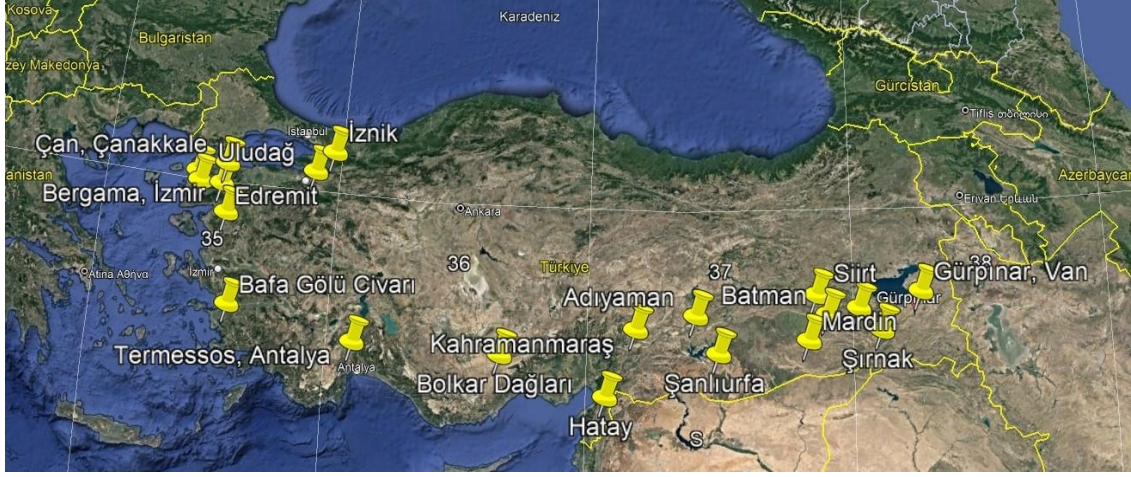 Kosova
Karadeniz
Bulgaristan
zey Makedonya
Gürcistan
Tiflis თბილისი
İstanbul
İznik
Çan, Çanakkale
Uludağ
anistan
Azerbaycan
Bergama, İzmir
Edremit
Erivan Երևան
Ankara
35
Atina Αθήνα
İzmir
36
Türkiye
37
38
Siirt
Gürpınar, Van
Bafa Gölü Civarı
Adıyaman
Batman
Gürpınar
Mardin
Kahramanmaraş
Termessos, Antalya
Antalya
Şırnak
Bolkar Dağları
Şanlıurfa
Hatay
S